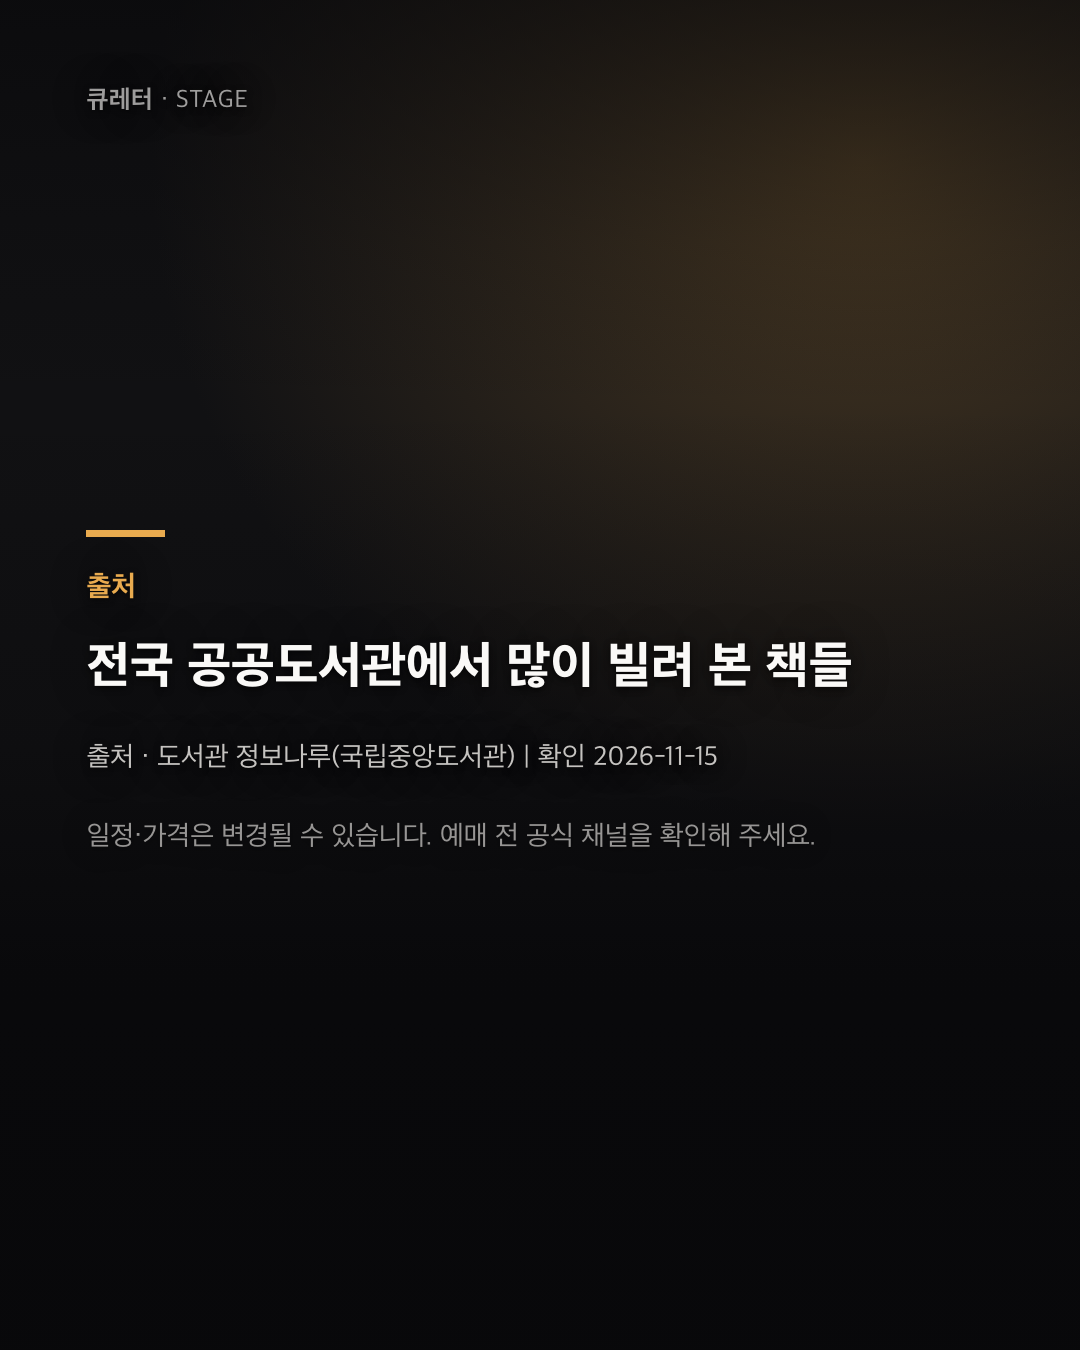 큐레터 · STAGE
출처
전국 공공도서관에서 많이 빌려 본 책들
출처 · 도서관 정보나루(국립중앙도서관) | 확인 2026-11-15
일정·가격은 변경될 수 있습니다. 예매 전 공식 채널을 확인해 주세요.